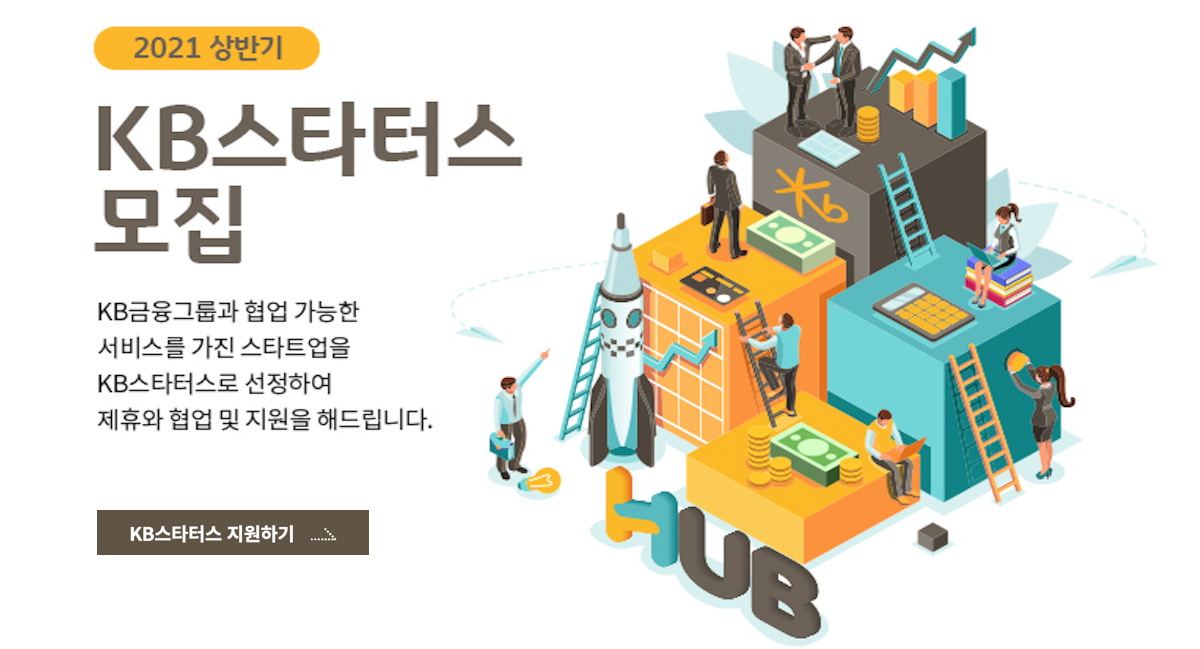 2021 상반기
KB스타터스
모집
KB금융그룹과 협업 가능한
서비스를 가진 스타트업을
KB스타터스로 선정하여
제휴와 협업 및 지원을 해드립니다.
KB스타터스 지원하기
Kb
HUB